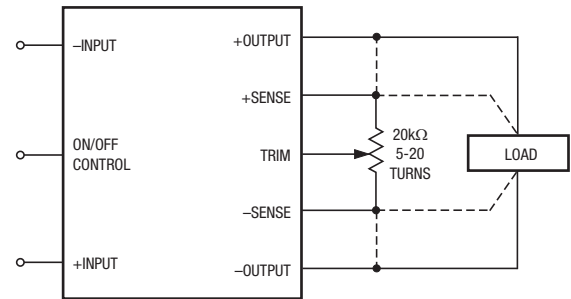 –INPUT
+OUTPUT
+SENSE
ON/OFF
CONTROL
TRIM
20kΩ
5-20
TURNS
LOAD
–SENSE
+INPUT
–OUTPUT